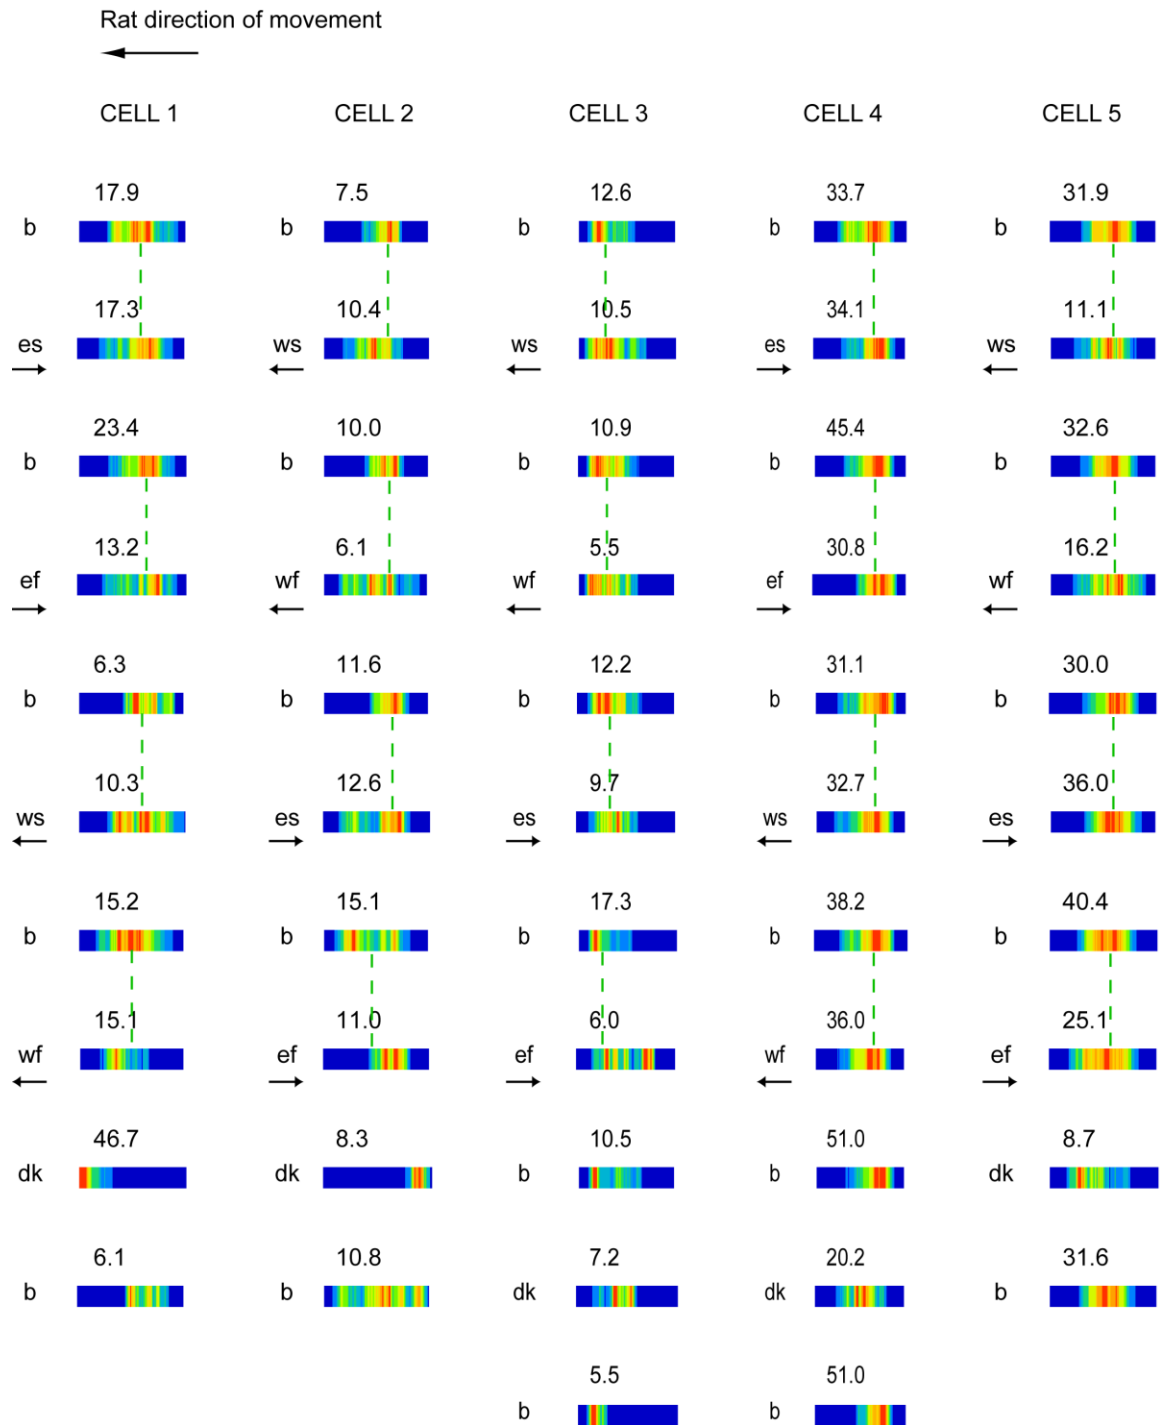 Rat direction of movement
CELL 1 CELL 2 CELL 3 CELL 4 CELL 5
17.9 7.5 12.6 33.7 31.9
b b b b b
17.3 10.4 10.5 34.1 11.1
es ws ws es ws
23.4 10.0 10.9 45.4 32.6
b b b b b
13.2 6.1 5.5 30.8 16.2
ef wf wf ef wf
6.3 11.6 12.2 31.1 30.0
b b b b b
10.3 12.6 9.7 32.7 36.0
ws es es ws es
15.2 15.1 17.3 38.2 40.4
b b b b b
15.1 11.0 6.0 36.0 25.1
wf ef ef wf ef
46.7 8.3 10.5 51.0 8.7
dk dk b b dk
6.1 10.8 7.2 20.2 31.6
b b dk dk b
5.5 51.0
b b